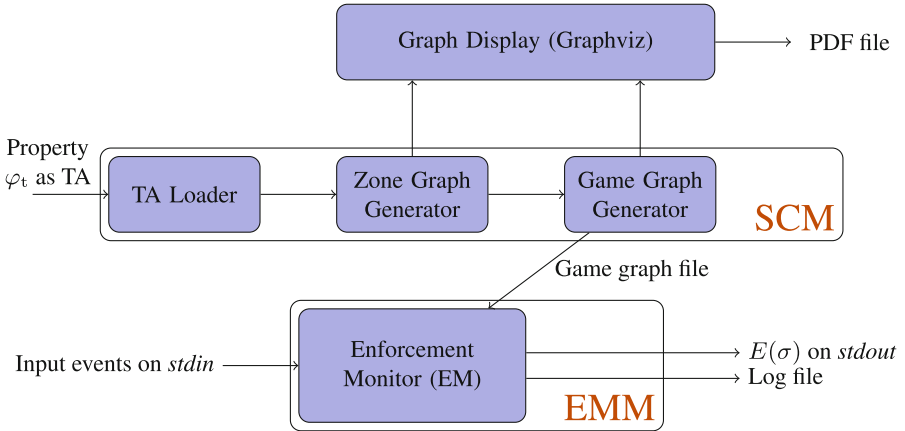 Graph Display (Graphviz)
PDF file
Property
φt as TA
TA Loader
Zone Graph
Generator
Game Graph
Generator
SCM
Game graph file
Input events on stdin
Enforcement
Monitor (EM)
E(σ) on stdout
Log file
EMM